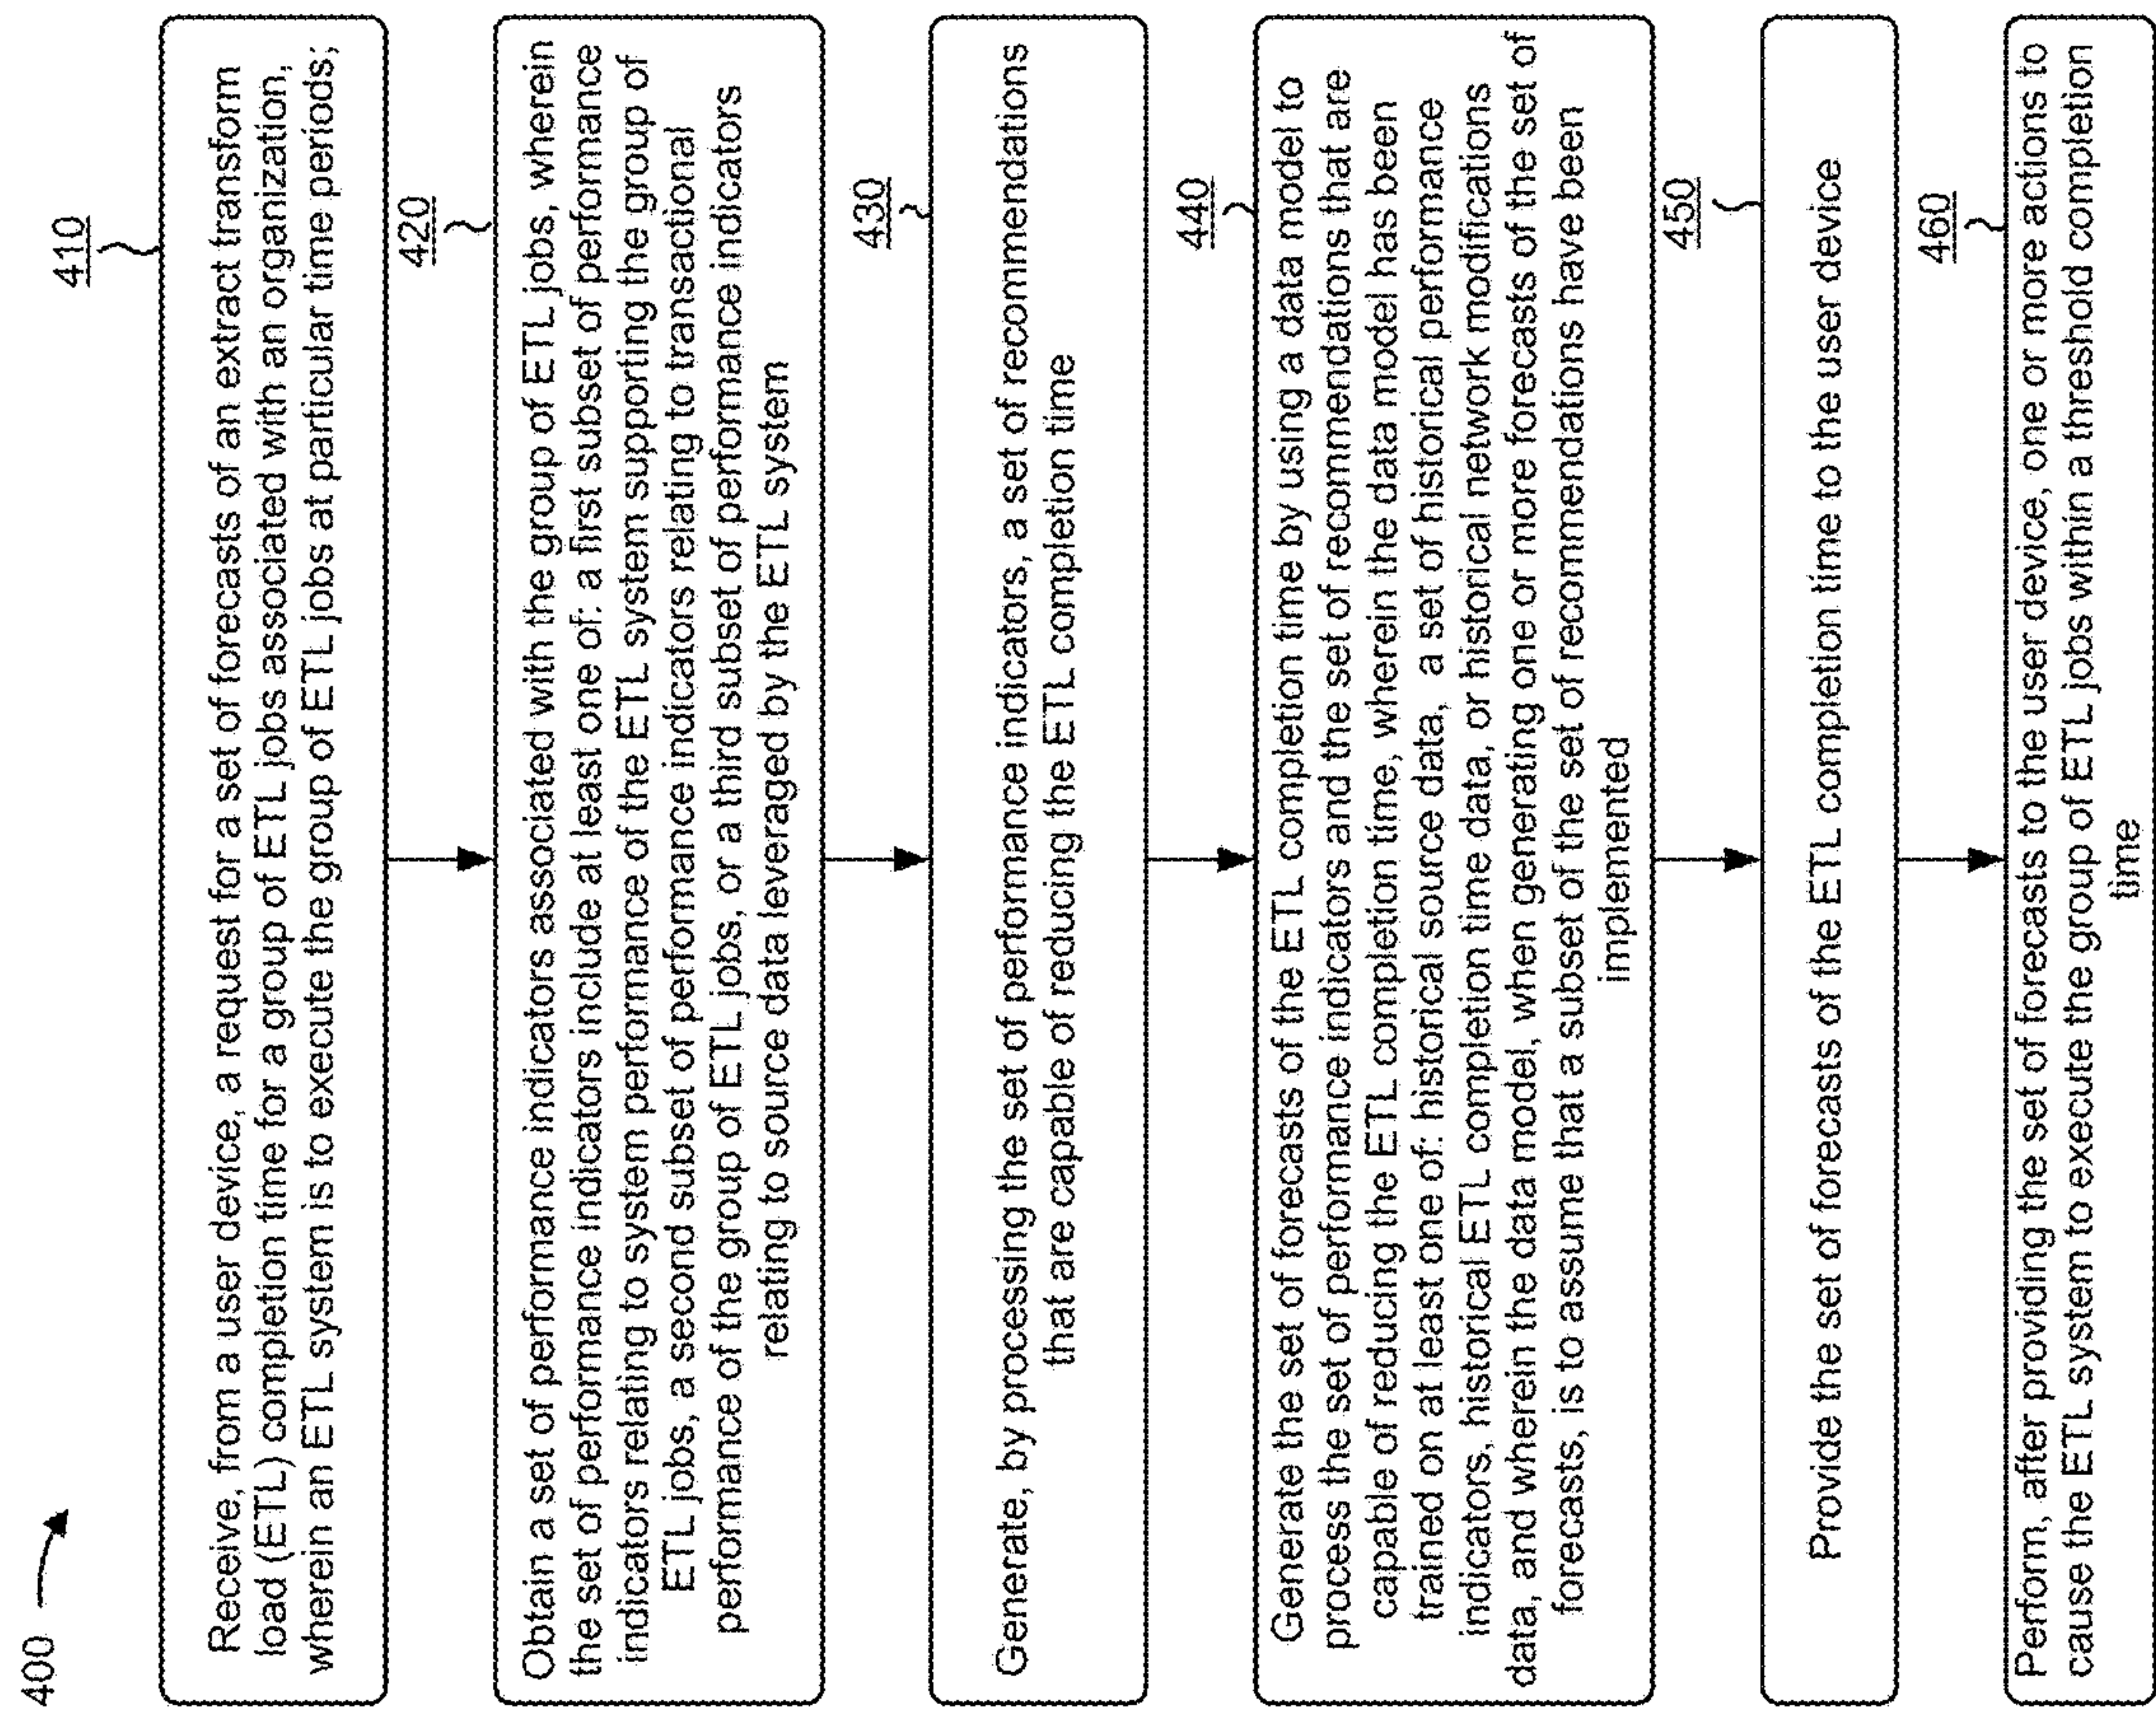 400
410
Receive, from a user device, a request for a set of forecasts of an extract transform
load (ETL) completion time for a group of ETL jobs associated with an organization,
wherein an ETL system is to execute the group of ETL jobs at particular time periods;
420
Obtain a set of performance indicators associated with the group of ETL jobs, wherein
the set of performance indicators include at least one of: a first subset of performance
indicators relating to system performance of the ETL system supporting the group of
ETL jobs, a second subset of performance indicators relating to transactional
performance of the group of ETL jobs, or a third subset of performance indicators
relating to source data leveraged by the ETL system
430
Generate, by processing the set of performance indicators, a set of recommendations
that are capable of reducing the ETL completion time
440
Generate the set of forecasts of the ETL completion time by using a data model to
process the set of performance indicators and the set of recommendations that are
capable of reducing the ETL completion time, wherein the data model has been
trained on at least one of: historical source data, a set of historical performance
indicators, historical ETL completion time data, or historical network modifications
data, and wherein the data model, when generating one or more forecasts of the set of
forecasts, is to assume that a subset of the set of recommendations have been
implemented
450
Provide the set of forecasts of the ETL completion time to the user device
460
Perform, after providing the set of forecasts to the user device, one or more actions to
cause the ETL system to execute the group of ETL jobs within a threshold completion
time